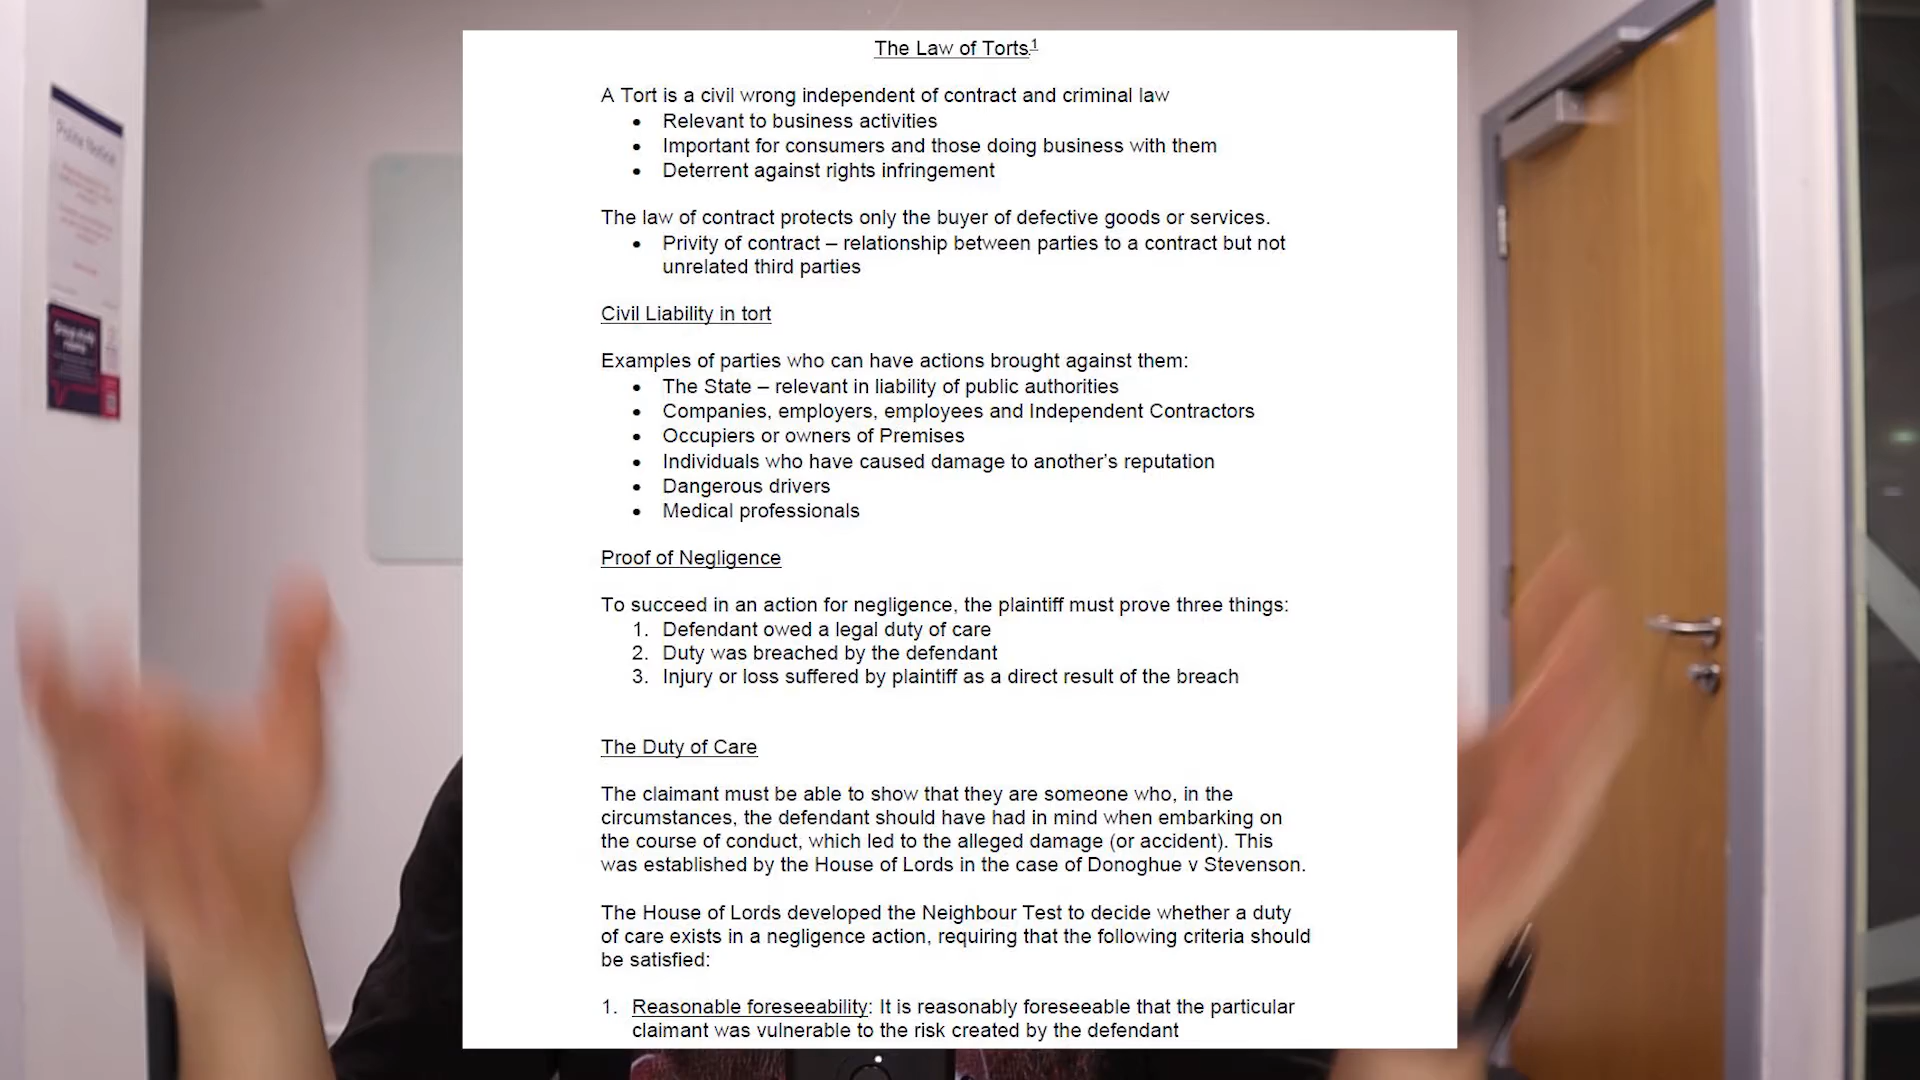 The Law of Torts.1
A Tort is a civil wrong independent of contract and criminal law
• Relevant to business activities
• Important for consumers and those doing business with them
• Deterrent against rights infringement
The law of contract protects only the buyer of defective goods or services.
• Privity of contract – relationship between parties to a contract but not
unrelated third parties
Civil Liability in tort
Examples of parties who can have actions brought against them:
• The State – relevant in liability of public authorities
• Companies, employers, employees and Independent Contractors
• Occupiers or owners of Premises
• Individuals who have caused damage to another's reputation
• Dangerous drivers
• Medical professionals
Proof of Negligence
To succeed in an action for negligence, the plaintiff must prove three things:
1. Defendant owed a legal duty of care
2. Duty was breached by the defendant
3. Injury or loss suffered by plaintiff as a direct result of the breach
The Duty of Care
The claimant must be able to show that they are someone who, in the
circumstances, the defendant should have had in mind when embarking on
the course of conduct, which led to the alleged damage (or accident). This
was established by the House of Lords in the case of Donoghue v Stevenson.
The House of Lords developed the Neighbour Test to decide whether a duty
of care exists in a negligence action, requiring that the following criteria should
be satisfied:
1. Reasonable foreseeability: It is reasonably foreseeable that the particular
claimant was vulnerable to the risk created by the defendant
Polite Notice